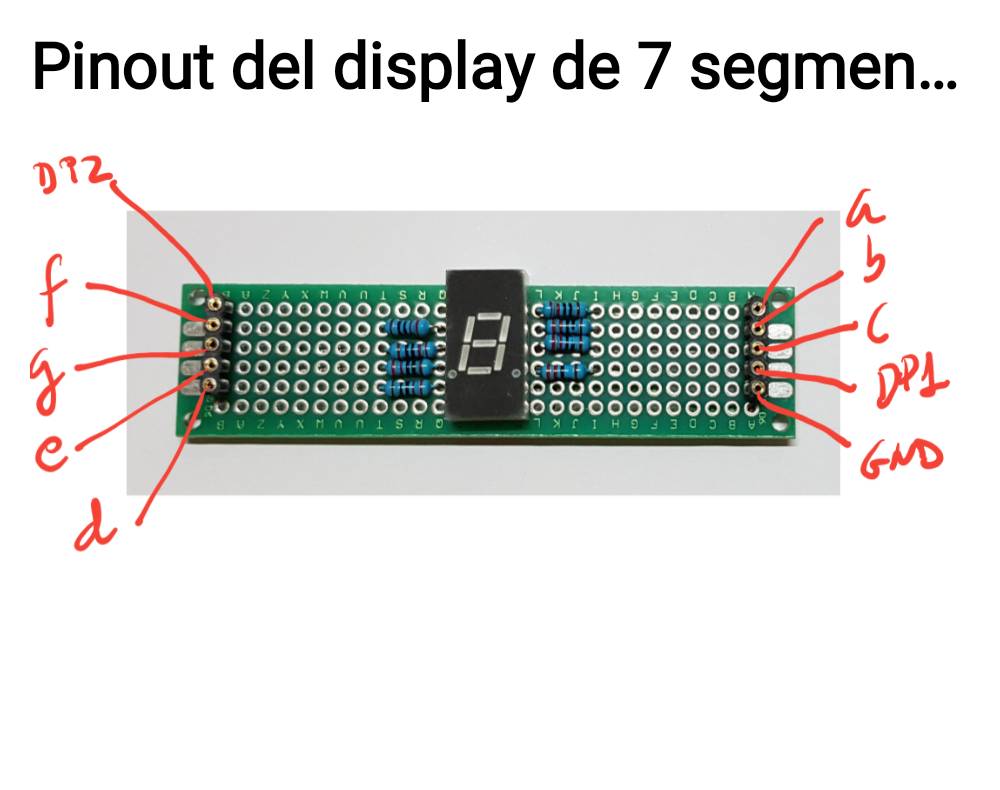 Pinout del display de 7 segmen...
DP2
f
g
e
d
a
b
c
DP1
GND
B A Z Y X W V U T S R Q
L K J I H G F E D C B A
B A Z Y X W V U T S R Q
L K J I H G F E D C B A